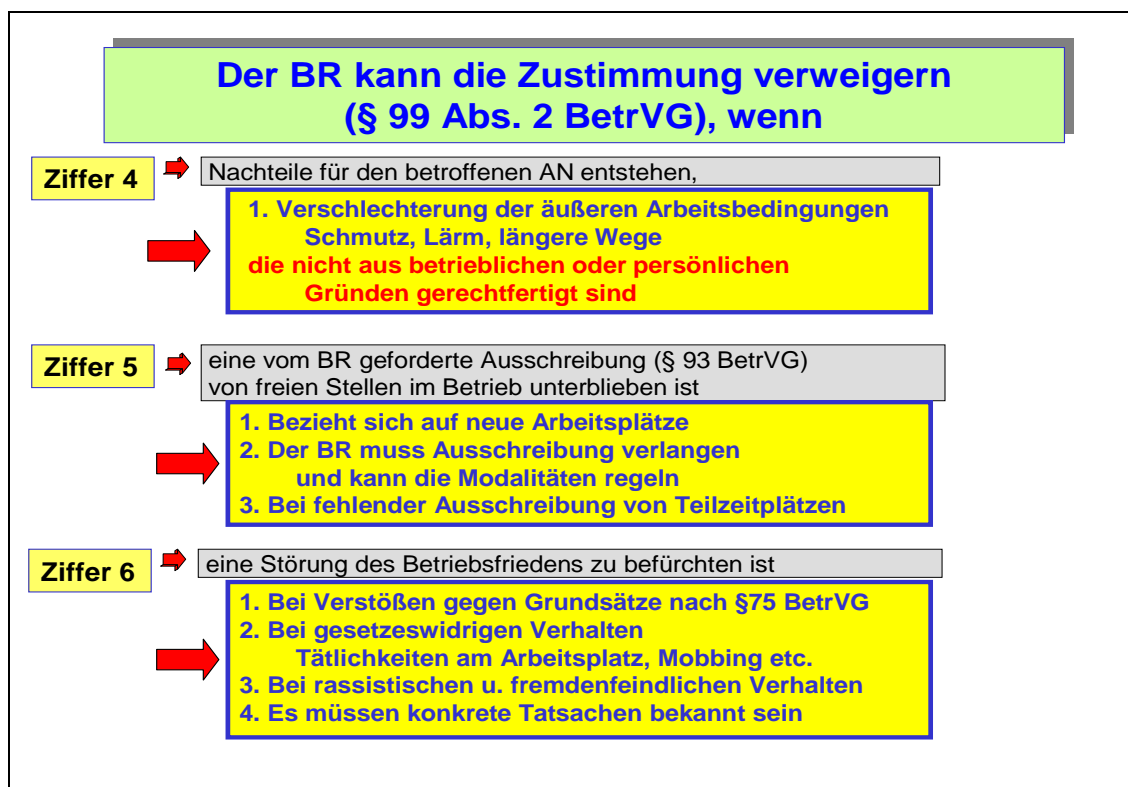 Der BR kann die Zustimmung verweigern
(§ 99 Abs. 2 BetrVG), wenn
Ziffer 4
Nachteile für den betroffenen AN entstehen,
1. Verschlechterung der äußeren Arbeitsbedingungen
Schmutz, Lärm, längere Wege
die nicht aus betrieblichen oder persönlichen
Gründen gerechtfertigt sind
Ziffer 5
eine vom BR geforderte Ausschreibung (§ 93 BetrVG)
von freien Stellen im Betrieb unterblieben ist
1. Bezieht sich auf neue Arbeitsplätze
2. Der BR muss Ausschreibung verlangen
und kann die Modalitäten regeln
3. Bei fehlender Ausschreibung von Teilzeitplätzen
Ziffer 6
eine Störung des Betriebsfriedens zu befürchten ist
1. Bei Verstößen gegen Grundsätze nach §75 BetrVG
2. Bei gesetzeswidrigen Verhalten
Tätlichkeiten am Arbeitsplatz, Mobbing etc.
3. Bei rassistischen u. fremdenfeindlichen Verhalten
4. Es müssen konkrete Tatsachen bekannt sein